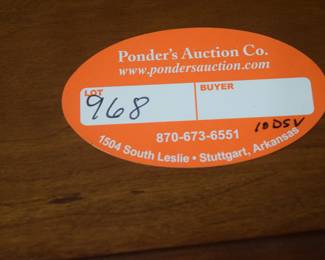 Ponder's Auction Co.
www.pondersauction.com
LOT BUYER
968
870-673-6551
10DSV
1504 South Leslie • Stuttgart, Arkansas